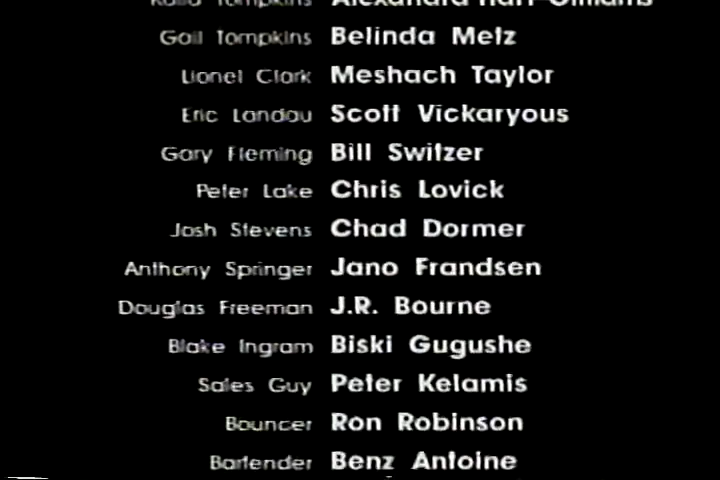 Gail Tompkins Belinda Metz
Lionel Clark Meshach Taylor
Eric Landau Scott Vickaryous
Gary Fleming Bill Switzer
Peter Lake Chris Lovick
Josh Stevens Chad Dormer
Anthony Springer Jano Frandsen
Douglas Freeman J.R. Bourne
Blake Ingram Biski Gugushe
Sales Guy Peter Kelamis
Bouncer Ron Robinson
Bartender Benz Antoine